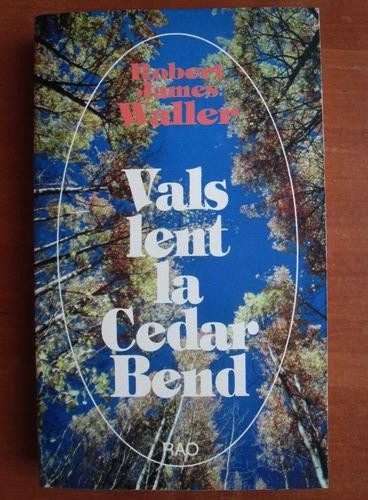 Robert
James
Waller
Vals
lent
la
Cedar
Bend
RAO